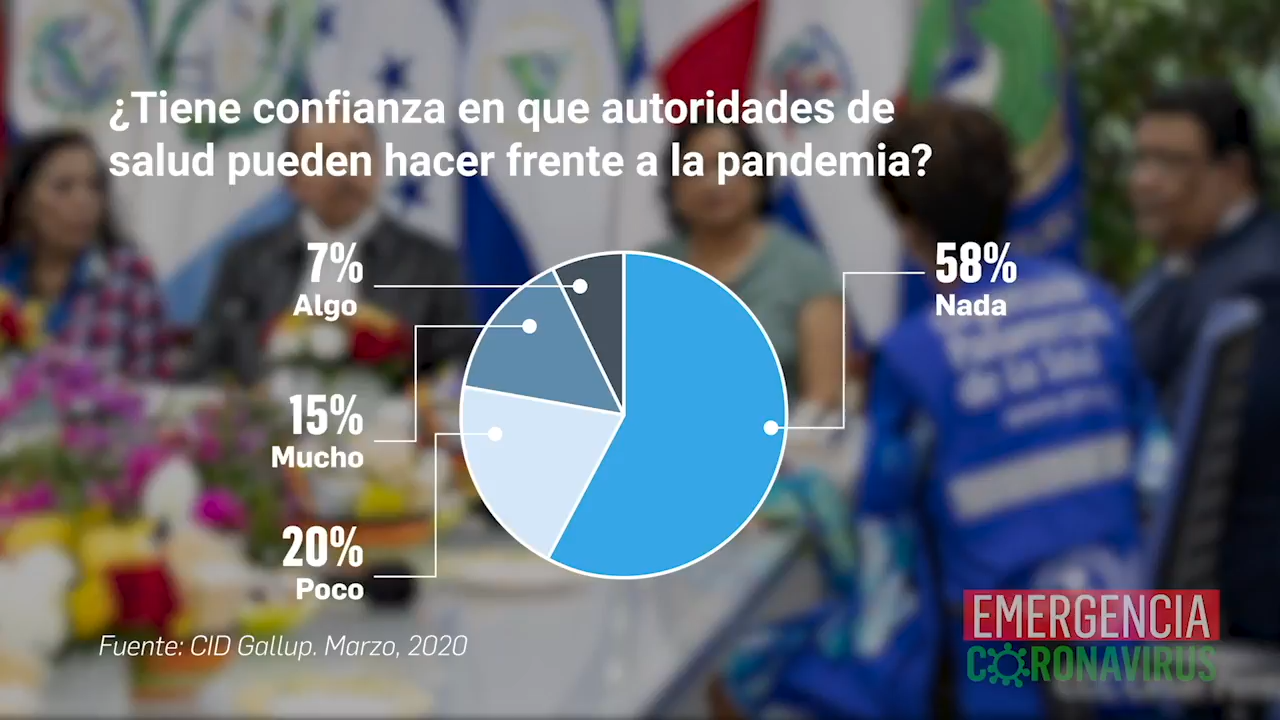 ¿Tiene confianza en que autoridades de
salud pueden hacer frente a la pandemia?
7%
Algo
58%
Nada
15%
Mucho
20%
Poco
Fuente: CID Gallup. Marzo, 2020
EMERGENCIA
CORONAVIRUS